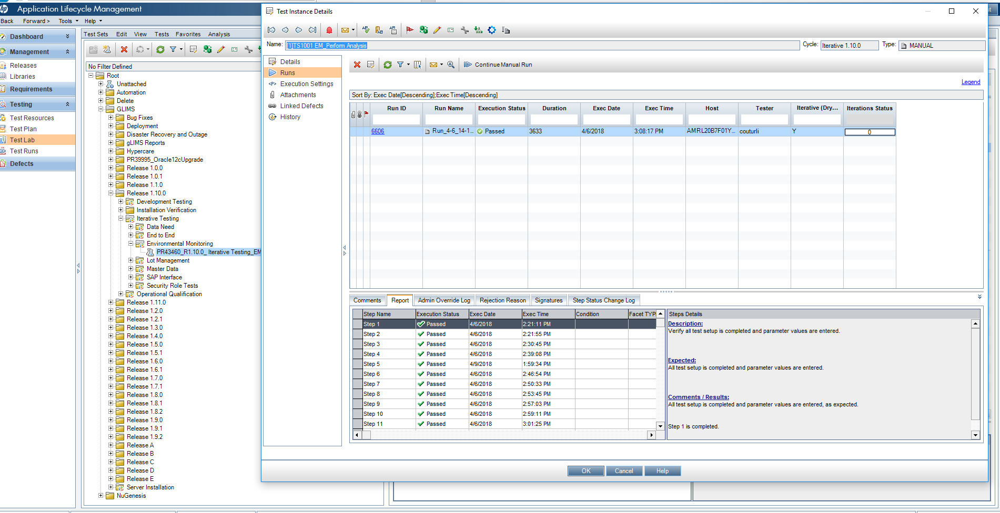 Application Lifecycle Management
Back Forward > Tools Help
Dashboard
Management
Releases
Libraries
Requirements
Testing
Test Resources
Test Plan
Test Lab
Test Runs
Defects
Test Sets Edit View Tests Favorites Analysis
No Filter Defined
Root
Unattached
Automation
Delete
GLIMS
Bug Fixes
Deployment
Disaster Recovery and Outage
gLIMS Reports
Hypercare
PR39995_Oracle12cUpgrade
Release 1.0.0
Release 1.0.1
Release 1.1.0
Release 1.10.0
Development Testing
Installation Verification
Iterative Testing
Data Need
End to End
Environmental Monitoring
PR43460_R1.10.0_ Iterative Testing_EM
Lot Management
Master Data
SAP Interface
Security Role Tests
Operational Qualification
Release 1.11.0
Release 1.2.0
Release 1.2.1
Release 1.3.0
Release 1.4.0
Release 1.5.0
Release 1.5.1
Release 1.6.0
Release 1.6.1
Release 1.7.0
Release 1.7.1
Release 1.8.0
Release 1.8.1
Release 1.8.2
Release 1.9.0
Release 1.9.1
Release 1.9.2
Release A
Release B
Release C
Release D
Release E
Server Installation
NuGenesis
Test Instance Details
Name: [1]TS1001 EM_Perform Analysis Cycle: Iterative 1.10.0 Type: MANUAL
Details
Runs
Execution Settings
Attachments
Linked Defects
History
Continue Manual Run
Legend
Sort By: Exec Date[Descending];Exec Time[Descending]
Run ID Run Name Execution Status Duration Exec Date Exec Time Host Tester Iterative (Dry... Iterations Status
6606 Run_4-6_14-1... Passed 3633 4/6/2018 3:08:17 PM AMRL20B7F01Y... couturli Y 0
Comments Report Admin Override Log Rejection Reason Signatures Step Status Change Log
Step Name Execution Status Exec Date Exec Time Condition Facet TYP
Step 1 Passed 4/6/2018 2:21:11 PM
Step 2 Passed 4/6/2018 2:21:55 PM
Step 3 Passed 4/6/2018 2:30:45 PM
Step 4 Passed 4/6/2018 2:39:08 PM
Step 5 Passed 4/9/2018 1:59:34 PM
Step 6 Passed 4/6/2018 2:46:54 PM
Step 7 Passed 4/6/2018 2:50:33 PM
Step 8 Passed 4/6/2018 2:53:45 PM
Step 9 Passed 4/6/2018 2:57:03 PM
Step 10 Passed 4/6/2018 2:59:11 PM
Step 11 Passed 4/6/2018 3:01:25 PM
Steps Details
Description:
Verify all test setup is completed and parameter values are entered.
Expected:
All test setup is completed and parameter values are entered.
Comments / Results:
All test setup is completed and parameter values are entered, as expected.
Step 1 is completed.
OK Cancel Help